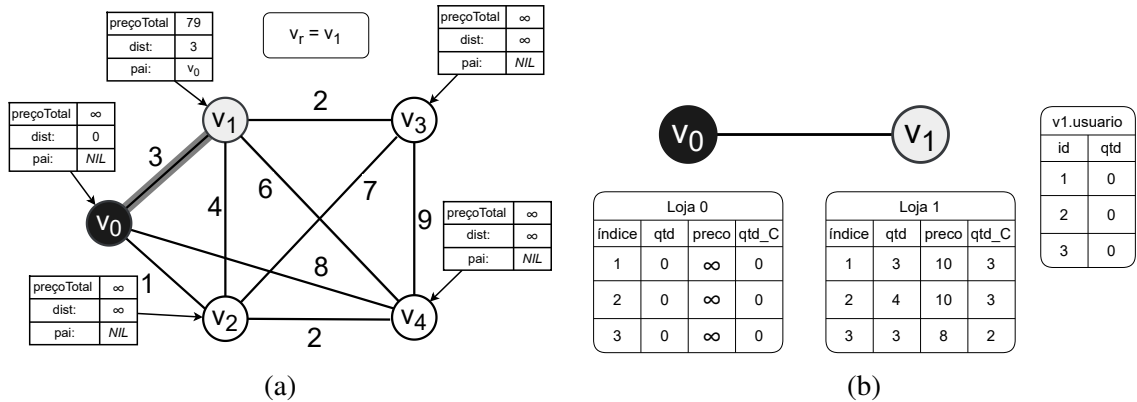 preçoTotal 79
dist: 3
pai: v0
vr = v1
preçoTotal ∞
dist: ∞
pai: NIL
preçoTotal ∞
dist: 0
pai: NIL
v1
2
v3
3
4
6
7
9
v0
preçoTotal ∞
dist: ∞
pai: NIL
1
8
preçoTotal ∞
dist: ∞
pai: NIL
v2
2
v4
(a)
v0
v1
v1.usuario
id qtd
1 0
2 0
3 0
Loja 0
índice qtd preco qtd_C
1 0 ∞ 0
2 0 ∞ 0
3 0 ∞ 0
Loja 1
índice qtd preco qtd_C
1 3 10 3
2 4 10 3
3 3 8 2
(b)